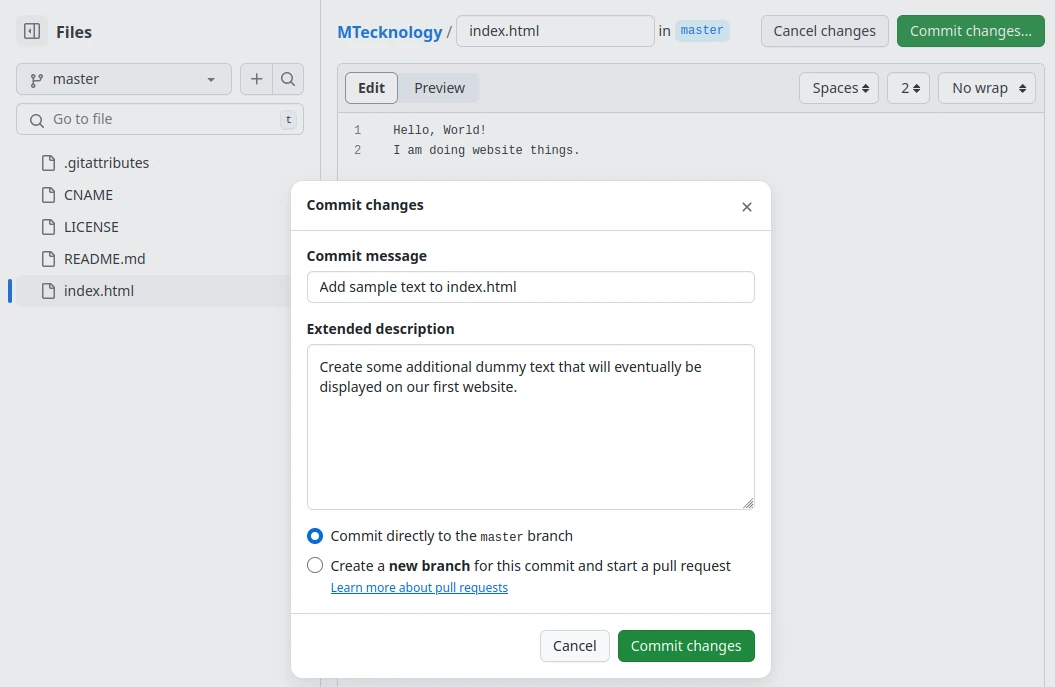 Files
MTecknology / index.html in master
Cancel changes
Commit changes...
master
Go to file
t
.gitattributes
CNAME
LICENSE
README.md
index.html
Edit
Preview
Spaces
2
No wrap
1 Hello, World!
2 I am doing website things.
Commit changes
Commit message
Add sample text to index.html
Extended description
Create some additional dummy text that will eventually be
displayed on our first website.
Commit directly to the master branch
Create a new branch for this commit and start a pull request
Learn more about pull requests
Cancel
Commit changes